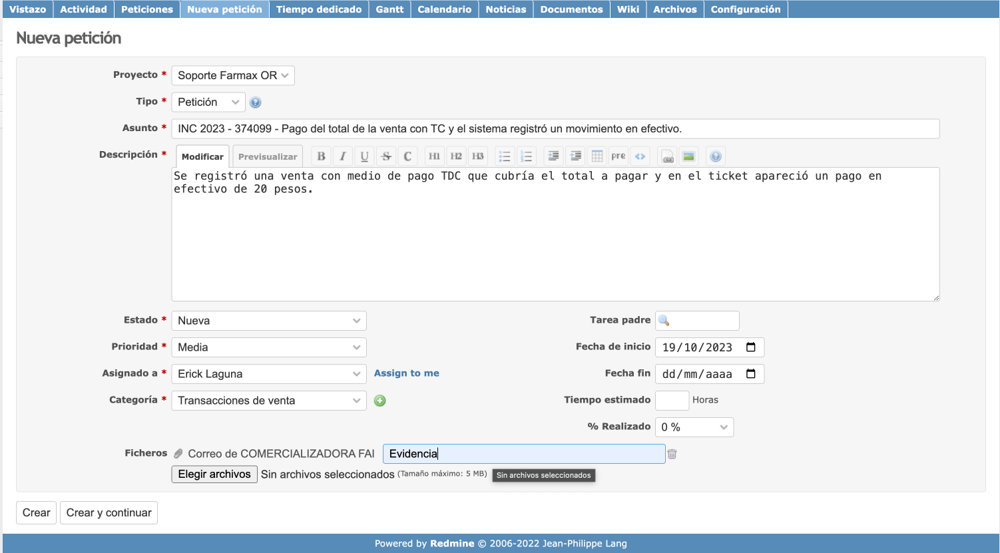 Vistazo Actividad Peticiones Nueva petición Tiempo dedicado Gantt Calendario Noticias Documentos Wiki Archivos Configuración
Nueva petición
Proyecto * Soporte Farmax OR
Tipo * Petición
Asunto * INC 2023 - 374099 - Pago del total de la venta con TC y el sistema registró un movimiento en efectivo.
Descripción * Modificar Previsualizar B I U S C H1 H2 H3 pre <>
Se registró una venta con medio de pago TDC que cubría el total a pagar y en el ticket apareció un pago en
efectivo de 20 pesos.
Estado * Nueva Tarea padre
Prioridad * Media Fecha de inicio 19/10/2023
Asignado a * Erick Laguna Assign to me Fecha fin dd/mm/aaaa
Categoría * Transacciones de venta Tiempo estimado Horas
% Realizado 0 %
Ficheros Correo de COMERCIALIZADORA FAI Evidencia
Elegir archivos Sin archivos seleccionados (Tamaño máximo: 5 MB) Sin archivos seleccionados
Crear Crear y continuar
Powered by Redmine © 2006-2022 Jean-Philippe Lang